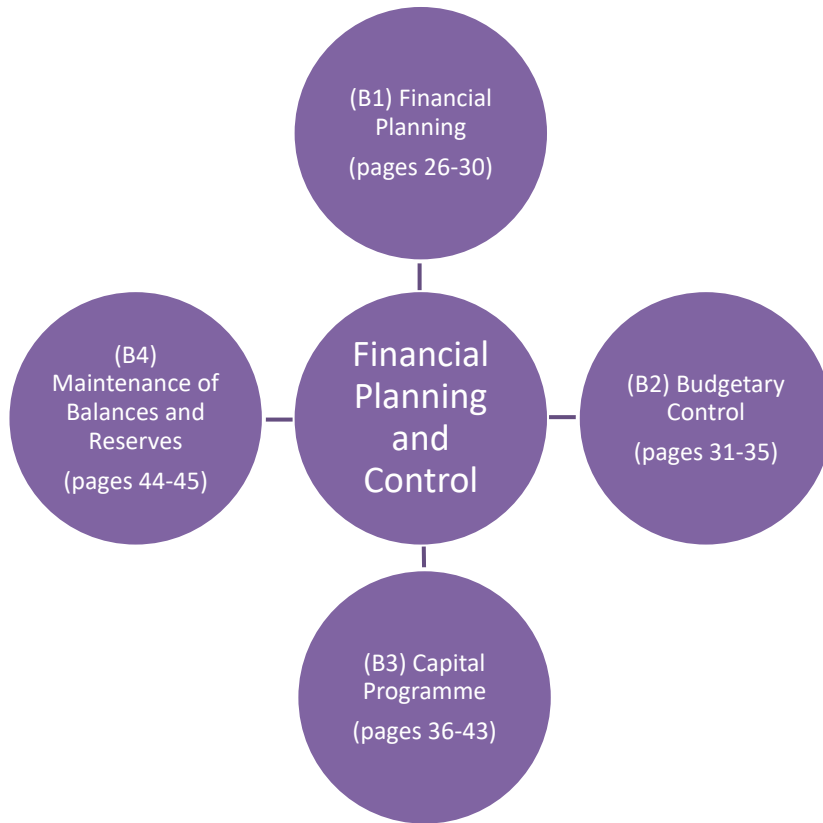 (B1) Financial
Planning
(pages 26-30)
(B4)
Maintenance of
Balances and
Reserves
(pages 44-45)
Financial
Planning
and
Control
(B2) Budgetary
Control
(pages 31-35)
(B3) Capital
Programme
(pages 36-43)